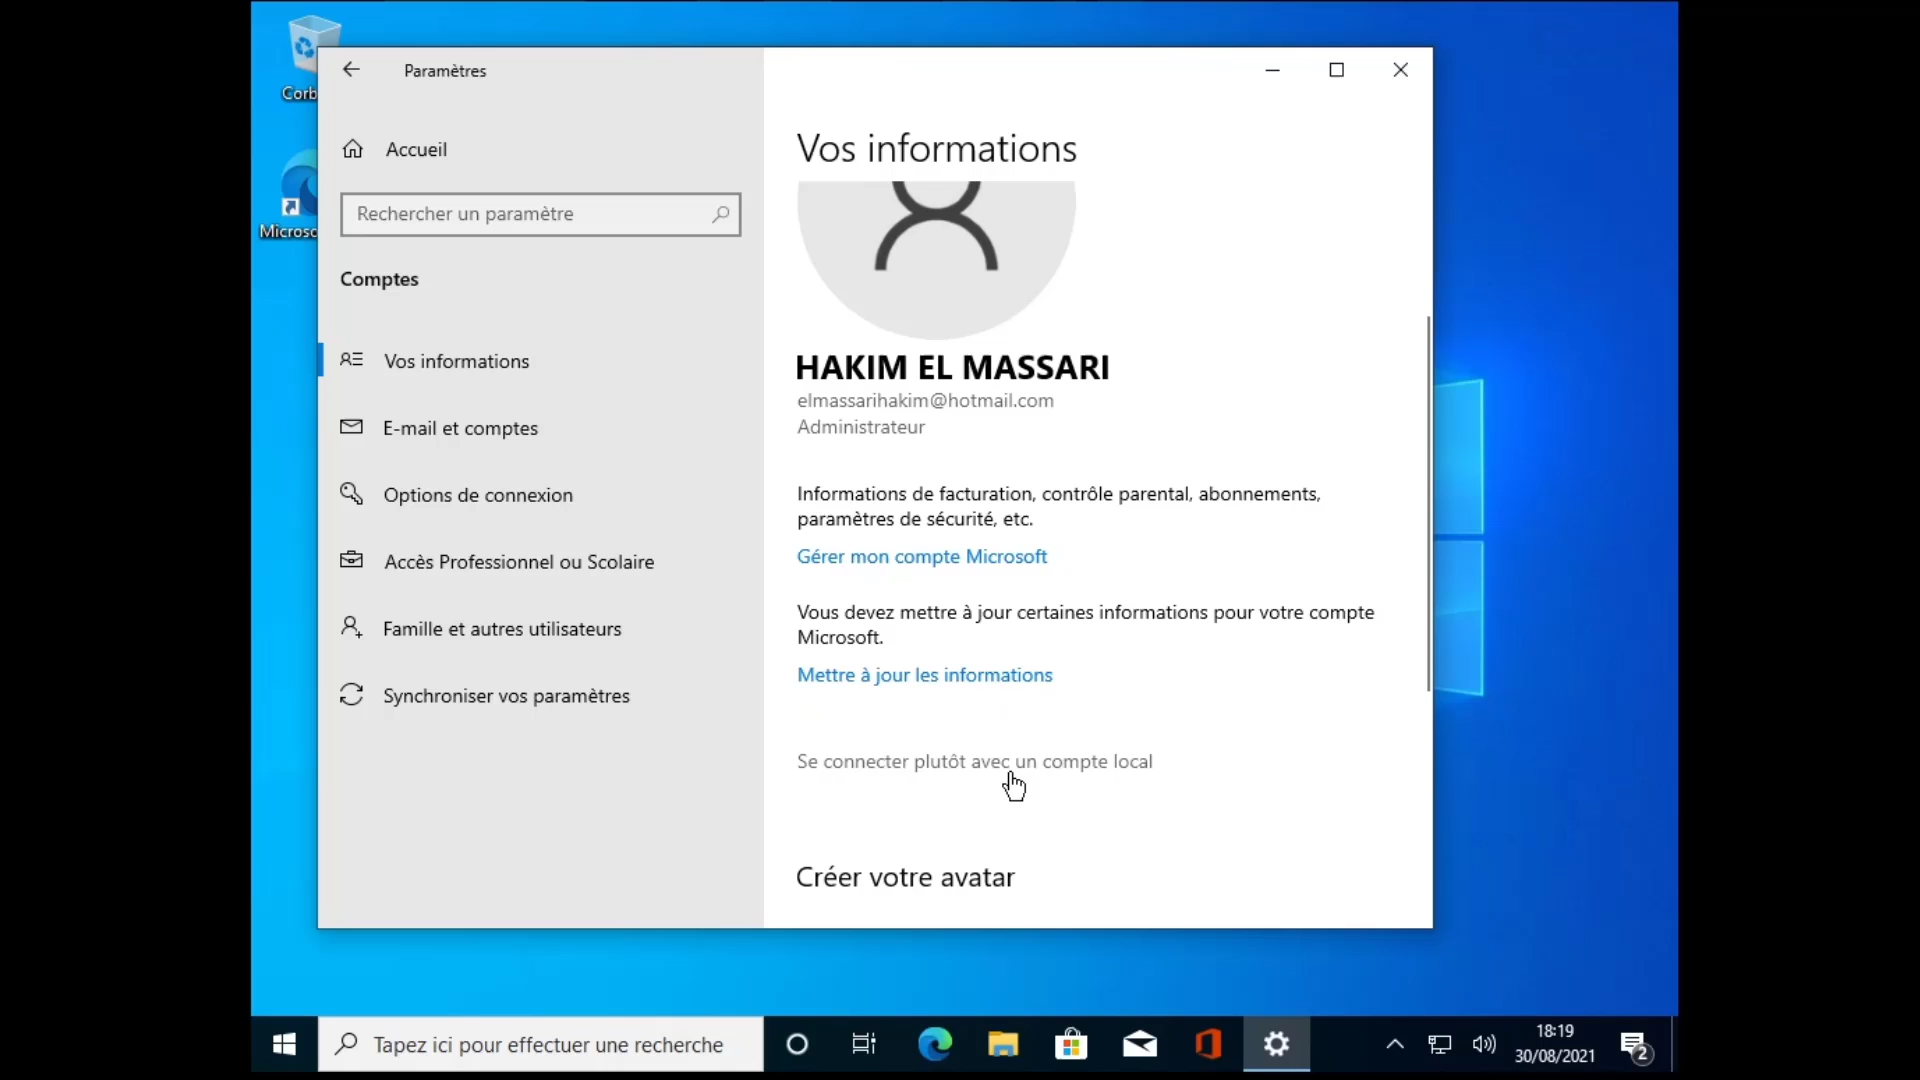 Corb
Microso
Paramètres
Accueil
Rechercher un paramètre
Comptes
Vos informations
E-mail et comptes
Options de connexion
Accès Professionnel ou Scolaire
Famille et autres utilisateurs
Synchroniser vos paramètres
Vos informations
HAKIM EL MASSARI
elmassarihakim@hotmail.com
Administrateur
Informations de facturation, contrôle parental, abonnements,
paramètres de sécurité, etc.
Gérer mon compte Microsoft
Vous devez mettre à jour certaines informations pour votre compte
Microsoft.
Mettre à jour les informations
Se connecter plutôt avec un compte local
Créer votre avatar
Tapez ici pour effectuer une recherche
18:19
30/08/2021
2